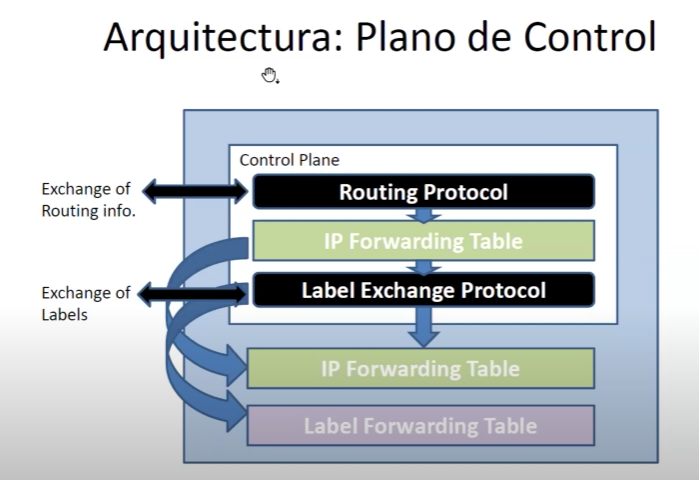 Arquitectura: Plano de Control
Control Plane
Exchange of
Routing info.
Routing Protocol
IP Forwarding Table
Exchange of
Labels
Label Exchange Protocol
IP Forwarding Table
Label Forwarding Table